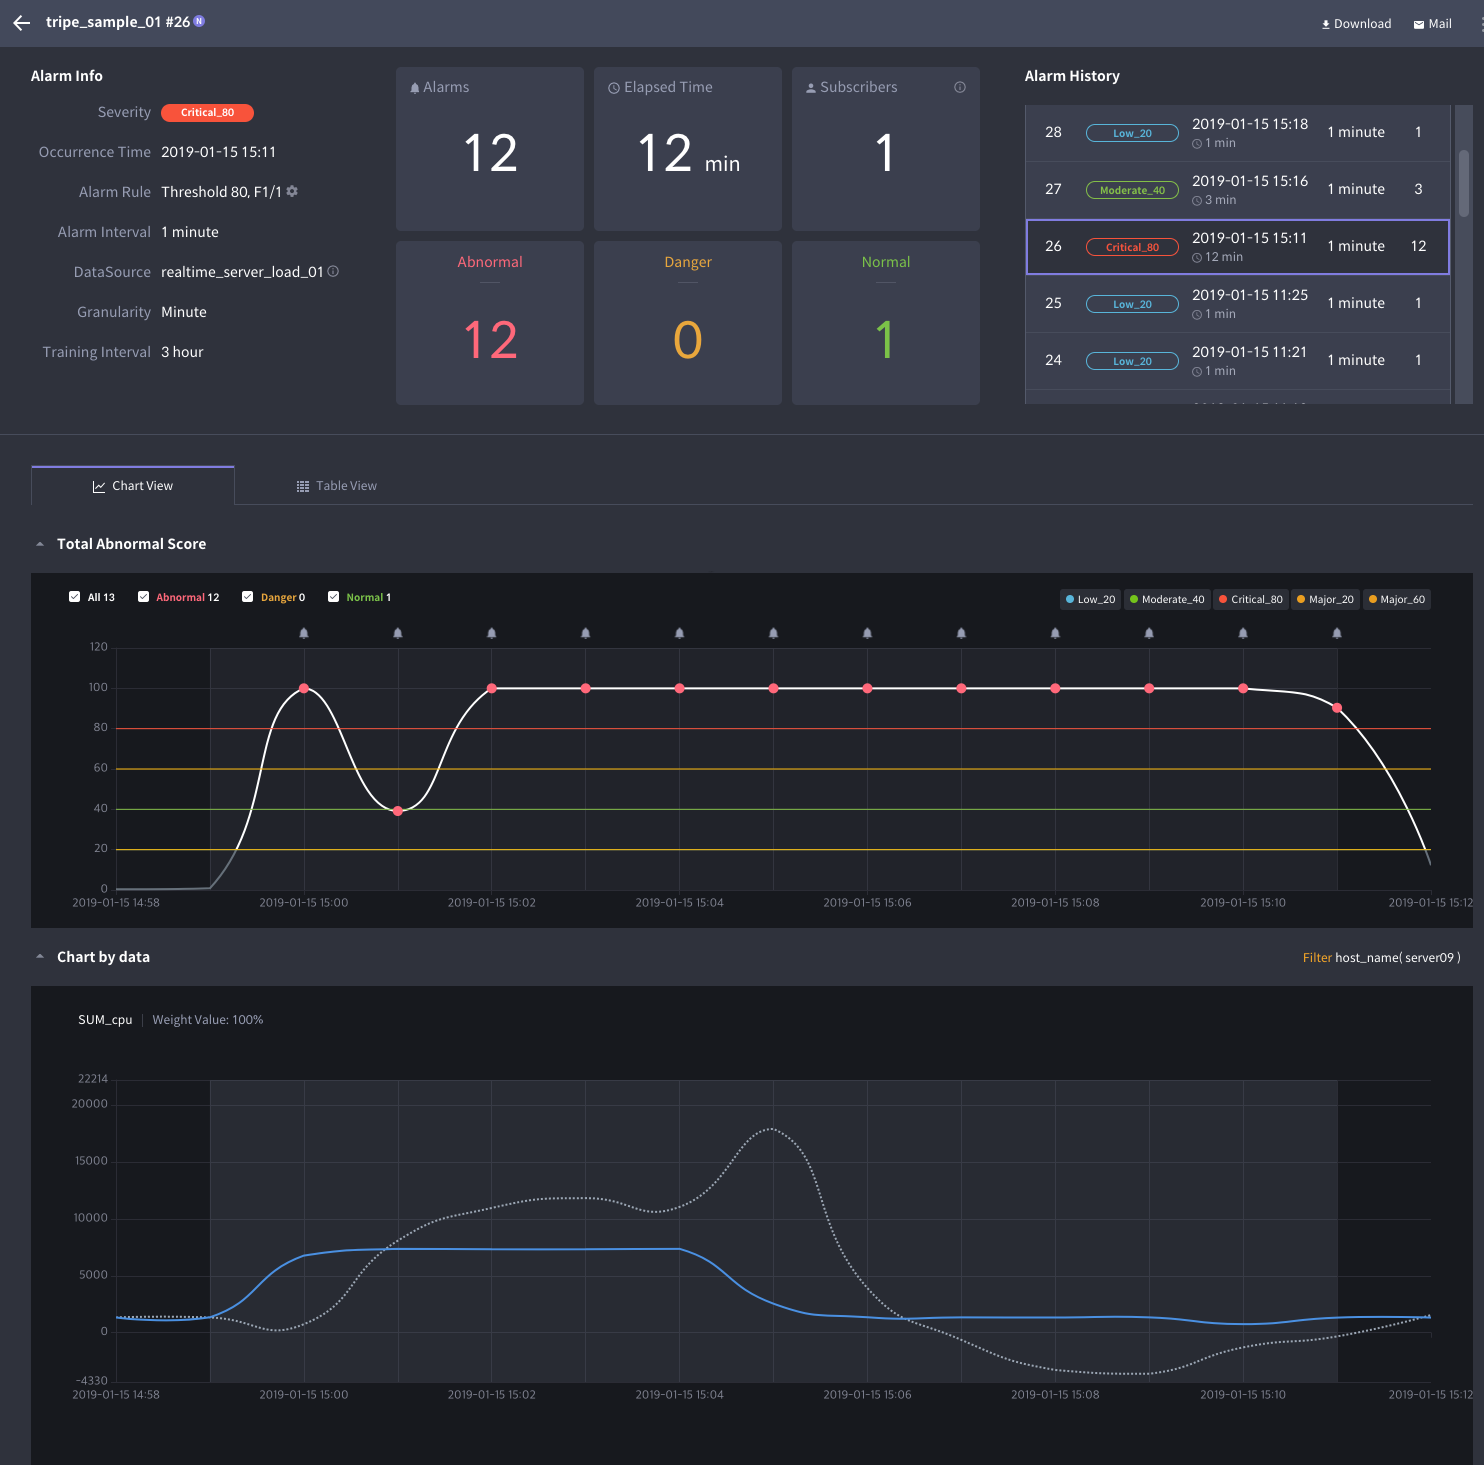 tripe_sample_01 #26 N
Download
Mail
Alarm Info
Severity Critical_80
Occurrence Time 2019-01-15 15:11
Alarm Rule Threshold 80, F1/1
Alarm Interval 1 minute
DataSource realtime_server_load_01
Granularity Minute
Training Interval 3 hour
Alarms
12
Elapsed Time
12 min
Subscribers
1
Abnormal
12
Danger
0
Normal
1
Alarm History
28 Low_20 2019-01-15 15:18 1 minute 1
1 min
27 Moderate_40 2019-01-15 15:16 1 minute 3
3 min
26 Critical_80 2019-01-15 15:11 1 minute 12
12 min
25 Low_20 2019-01-15 11:25 1 minute 1
1 min
24 Low_20 2019-01-15 11:21 1 minute 1
1 min
Chart View
Table View
Total Abnormal Score
All 13 Abnormal 12 Danger 0 Normal 1
Low_20 Moderate_40 Critical_80 Major_20 Major_60
120
100
80
60
40
20
0
2019-01-15 14:58 2019-01-15 15:00 2019-01-15 15:02 2019-01-15 15:04 2019-01-15 15:06 2019-01-15 15:08 2019-01-15 15:10 2019-01-15 15:12
Chart by data
Filter host_name( server09 )
SUM_cpu | Weight Value: 100%
22214
20000
15000
10000
5000
0
-4330
2019-01-15 14:58 2019-01-15 15:00 2019-01-15 15:02 2019-01-15 15:04 2019-01-15 15:06 2019-01-15 15:08 2019-01-15 15:10 2019-01-15 15:12